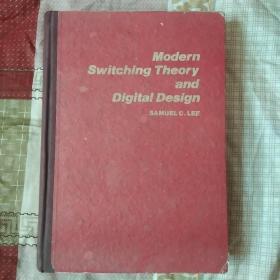 Modern
Switching Theory
and
Digital Design
SAMUEL C. LEE